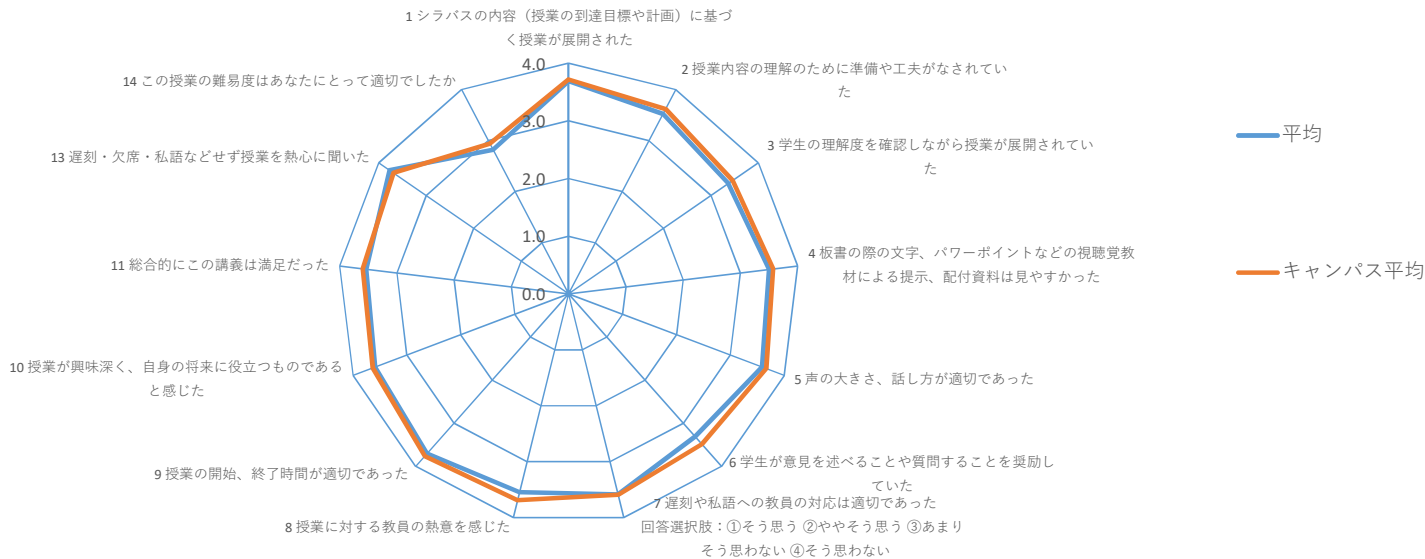 1 シラバスの内容（授業の到達目標や計画）に基づ
く授業が展開された
2 授業内容の理解のために準備や工夫がなされてい
た
3 学生の理解度を確認しながら授業が展開されてい
た
4 板書の際の文字、パワーポイントなどの視聴覚教
材による提示、配付資料は見やすかった
5 声の大きさ、話し方が適切であった
6 学生が意見を述べることや質問することを奨励し
ていた
7 遅刻や私語への教員の対応は適切であった
回答選択肢：①そう思う ②ややそう思う ③あまり
そう思わない ④そう思わない
8 授業に対する教員の熱意を感じた
9 授業の開始、終了時間が適切であった
10 授業が興味深く、自身の将来に役立つものである
と感じた
11 総合的にこの講義は満足だった
13 遅刻・欠席・私語などせず授業を熱心に聞いた
14 この授業の難易度はあなたにとって適切でしたか
4.0
3.0
2.0
1.0
0.0
平均
キャンパス平均